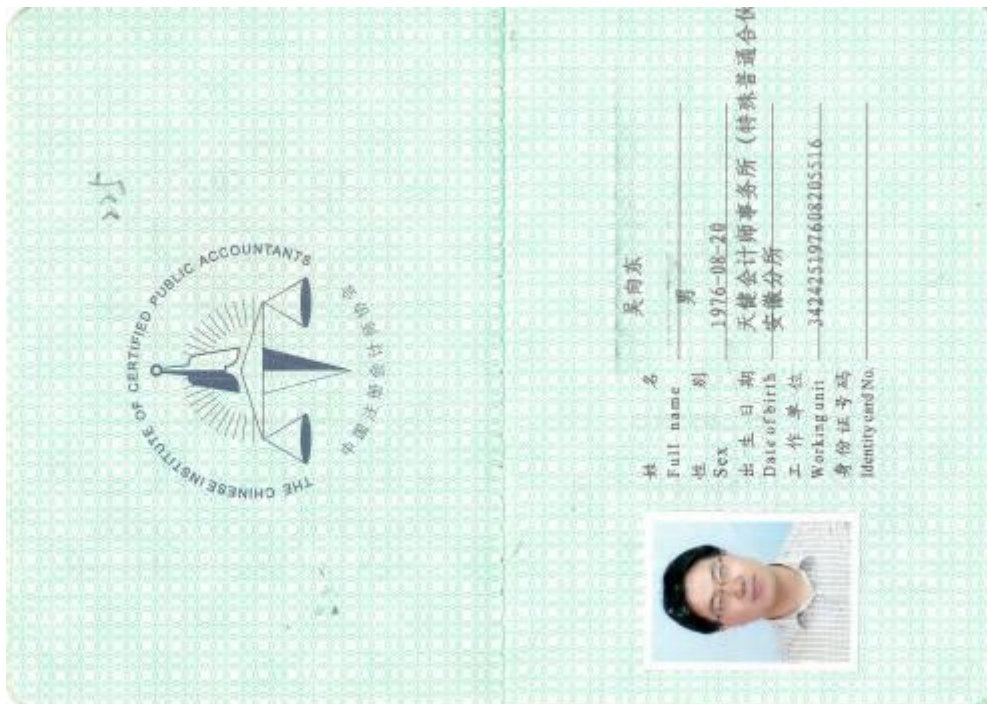 THE CHINESE INSTITUTE OF CERTIFIED PUBLIC ACCOUNTANTS
中国注册会计师协会
姓 名 吴向东
Full name
性 别 男
Sex
出 生 日 期 1976-08-20
Date of birth
工 作 单 位 天健会计师事务所（特殊普通合伙
安徽分所
Working unit
身份证号码 342425197608205516
Identity card No.